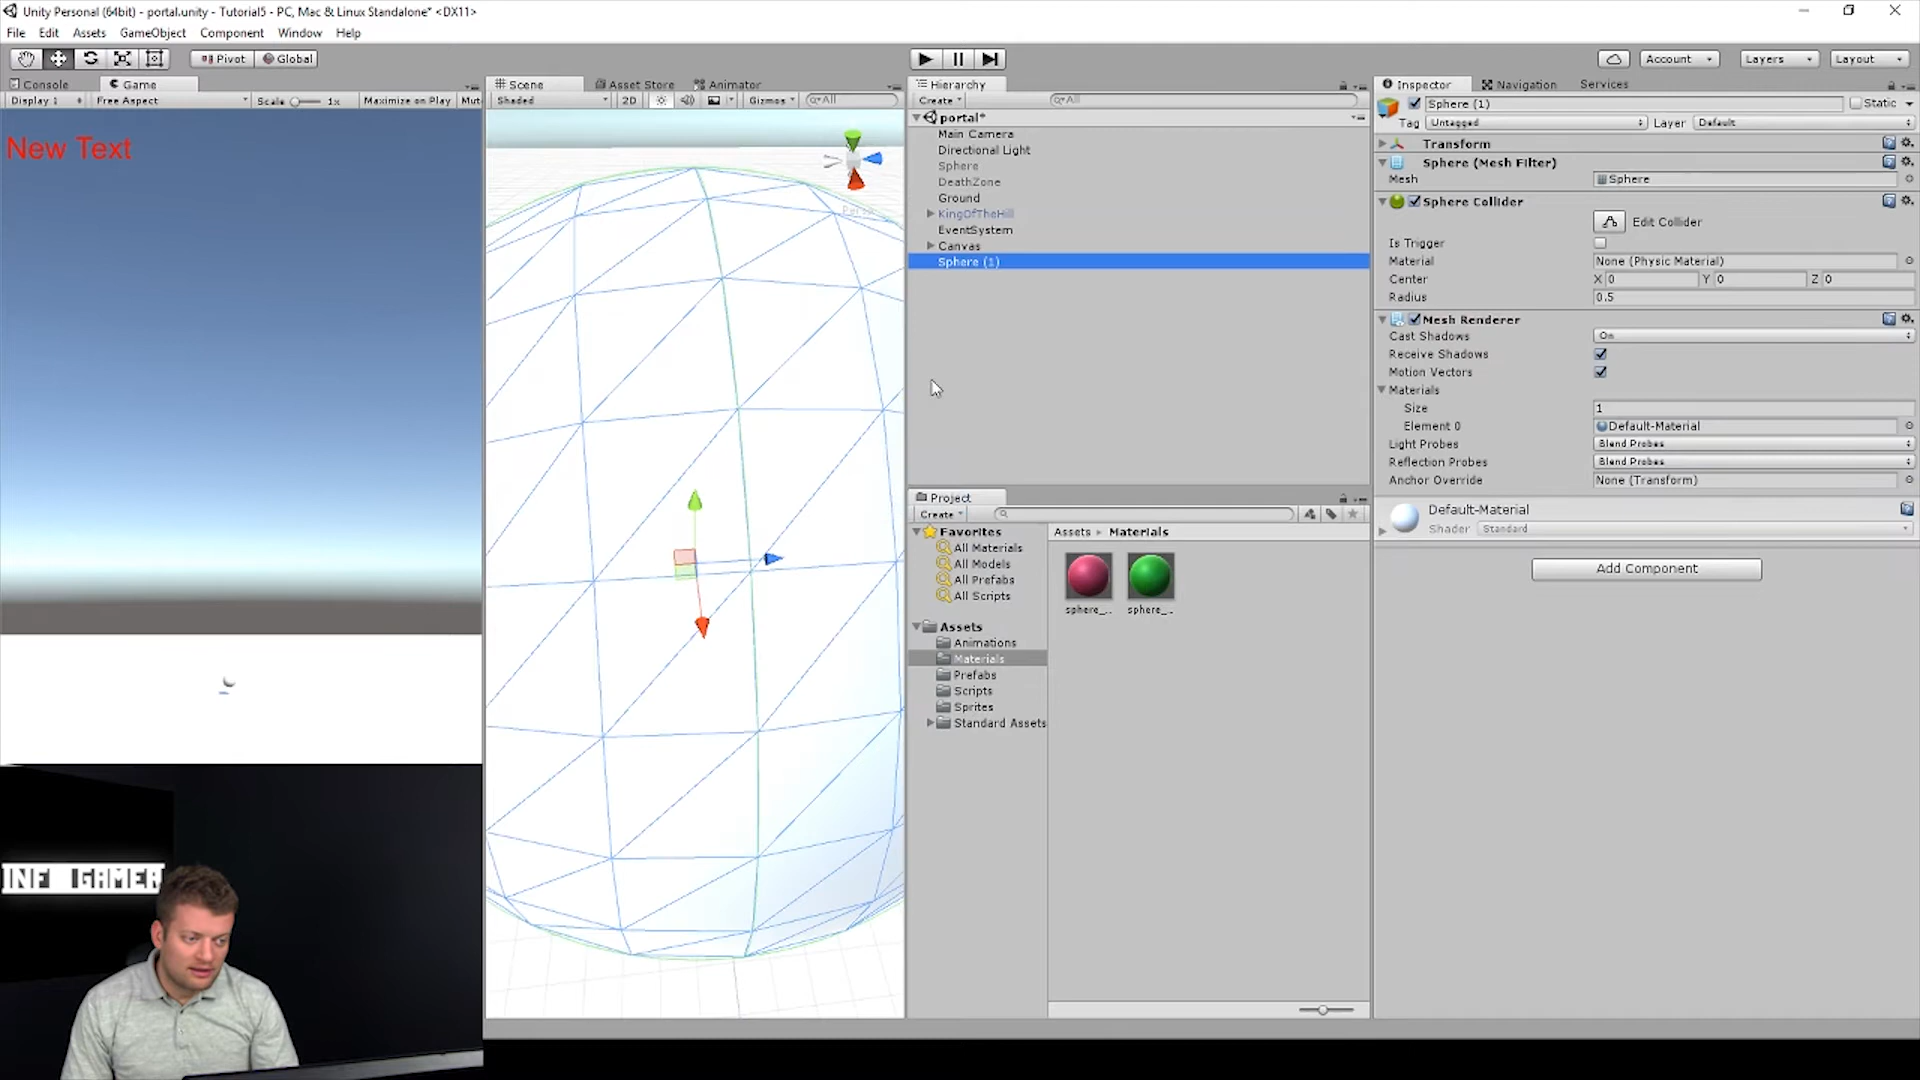 Unity Personal (64bit) - portal.unity - Tutorial5 - PC, Mac & Linux Standalone* <DX11>
File Edit Assets GameObject Component Window Help
Pivot Global
Account Layers Layout
Console Game
Display 1 Free Aspect Scale 1x Maximize on Play Mut
New Text
INF GAMER
Scene Asset Store Animator
Shaded 2D Gizmos All
Hierarchy
Create All
portal*
Main Camera
Directional Light
Sphere
DeathZone
Ground
KingOfTheHill
EventSystem
Canvas
Sphere (1)
Project
Create
Favorites
All Materials
All Models
All Prefabs
All Scripts
Assets
Animations
Materials
Prefabs
Scripts
Sprites
Standard Assets
Assets Materials
sphere_... sphere_...
Inspector Navigation Services
Sphere (1) Static
Tag Untagged Layer Default
Transform
Sphere (Mesh Filter)
Mesh Sphere
Sphere Collider
Edit Collider
Is Trigger
Material None (Physic Material)
Center X 0 Y 0 Z 0
Radius 0.5
Mesh Renderer
Cast Shadows On
Receive Shadows
Motion Vectors
Materials
Size 1
Element 0 Default-Material
Light Probes Blend Probes
Reflection Probes Blend Probes
Anchor Override None (Transform)
Default-Material
Shader Standard
Add Component